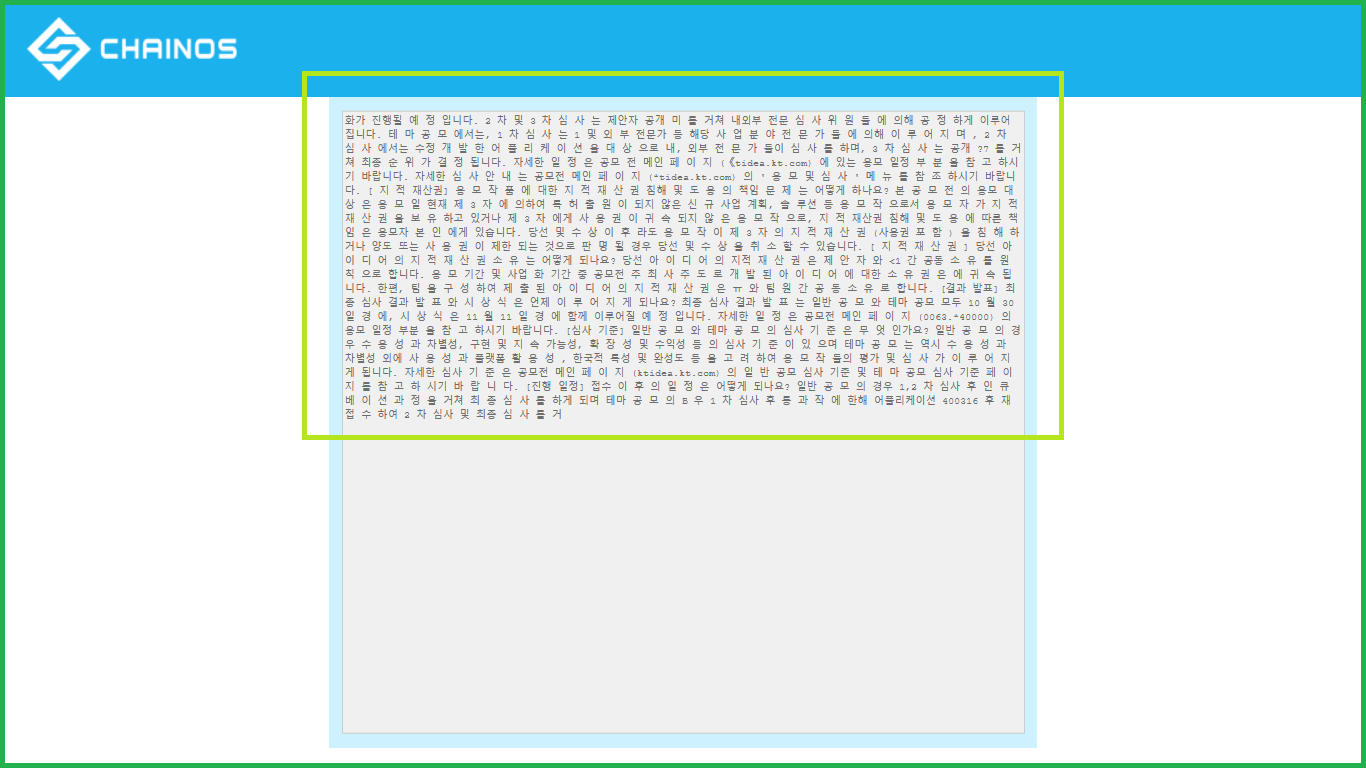 CHAINOS
화가 진행될 예 정 입니다. 2 차 및 3 차 심 사 는 제안자 공개 미 를 거쳐 내외부 전문 심 사 위 원 들 에 의해 공 정 하게 이루어
집니다. 테 마 공 모 에서는, 1 차 심 사 는 1 및 외 부 전문가 등 해당 사 업 분 야 전 문 가 들 에 의해 이 루 어 지 며 , 2 차
심 사 에서는 수정 개 발 한 어 플 리 케 이 션 을 대 상 으로 내, 외부 전 문 가 들이 심 사 를 하며, 3 차 심 사 는 공개 ?7 를 거
쳐 최종 순 위 가 결 정 됩니다. 자세한 일 정 은 공모 전 메인 페 이 지 (《tidea.kt.com) 에 있는 응모 일정 부 분 을 참 고 하시
기 바랍니다. 자세한 심 사 안 내 는 공모전 메인 페 이 지 (*tidea.kt.com) 의 ' 응 모 및 심 사 ' 메 뉴 를 참 조 하시기 바랍니
다. [ 지 적 재산권] 응 모 작 품 에 대한 지 적 재 산 권 침해 및 도 용 의 책임 문 제 는 어떻게 하나요? 본 공 모 전 의 응모 대
상 은 응 모 일 현재 제 3 자 에 의하여 특 허 출 원 이 되지 않은 신 규 사업 계획, 솔 루션 등 응 모 작 으로서 응 모 자 가 지 적
재 산 권 을 보 유 하고 있거나 제 3 자 에게 사 용 권 이 귀 속 되지 않 은 응 모 작 으로, 지 적 재산권 침해 및 도 용 에 따른 책
임 은 응모자 본 인 에게 있습니다. 당선 및 수 상 이 후 라도 응 모 작 이 제 3 자 의 지 적 재 산 권 (사용권 포 함 ) 을 침 해 하
거나 양도 또는 사 용 권 이 제한 되는 것으로 판 명 될 경우 당선 및 수 상 을 취 소 할 수 있습니다. [ 지 적 재 산 권 ] 당선 아
이 디 어 의 지 적 재 산 권 소 유 는 어떻게 되나요? 당선 아 이 디 어 의 지적 재 산 권 은 제 안 자 와 <1 간 공동 소 유 를 원
칙 으로 합니다. 응 모 기간 및 사업 화 기간 중 공모전 주 최 사 주 도 로 개 발 된 아 이 디 어 에 대한 소 유 권 은 에 귀 속 됩
니다. 한편, 팀 을 구 성 하여 제 출 된 아 이 디 어 의 지 적 재 산 권 은 ㅠ 와 팀 원 간 공 동 소 유 로 합니다. [결과 발표] 최
종 심사 결과 발 표 와 시 상 식 은 언제 이 루 어 지 게 되나요? 최종 심사 결과 발 표 는 일반 공 모 와 테마 공모 모두 10 월 30
일 경 에, 시 상 식 은 11 월 11 일 경 에 함께 이루어질 예 정 입니다. 자세한 일 정 은 공모전 메인 페 이 지 (0063.*40000) 의
응모 일정 부분 을 참 고 하시기 바랍니다. [심사 기준] 일반 공 모 와 테마 공 모 의 심사 기 준 은 무 엇 인가요? 일반 공 모 의 경
우 수 용 성 과 차별성, 구현 및 지 속 가능성, 확 장 성 및 수익성 등 의 심사 기 준 이 있 으며 테마 공 모 는 역시 수 용 성 과
차별성 외에 사 용 성 과 플랫폼 활 용 성 , 한국적 특성 및 완성도 등 을 고 려 하여 응 모 작 들의 평가 및 심 사 가 이 루 어 지
게 됩니다. 자세한 심사 기 준 은 공모전 메인 페 이 지 (ktidea.kt.com) 의 일 반 공모 심사 기준 및 테 마 공모 심사 기준 페 이
지 를 참 고 하 시기 바 랍 니 다. [진행 일정] 접수 이 후 의 일 정 은 어떻게 되나요? 일반 공 모 의 경우 1,2 차 심사 후 인 큐
베 이 션 과 정 을 거쳐 최 종 심 사 를 하게 되며 테마 공 모 의 B 우 1 차 심사 후 통 과 작 에 한해 어플리케이션 400316 후 재
접 수 하여 2 차 심사 및 최종 심 사 를 거